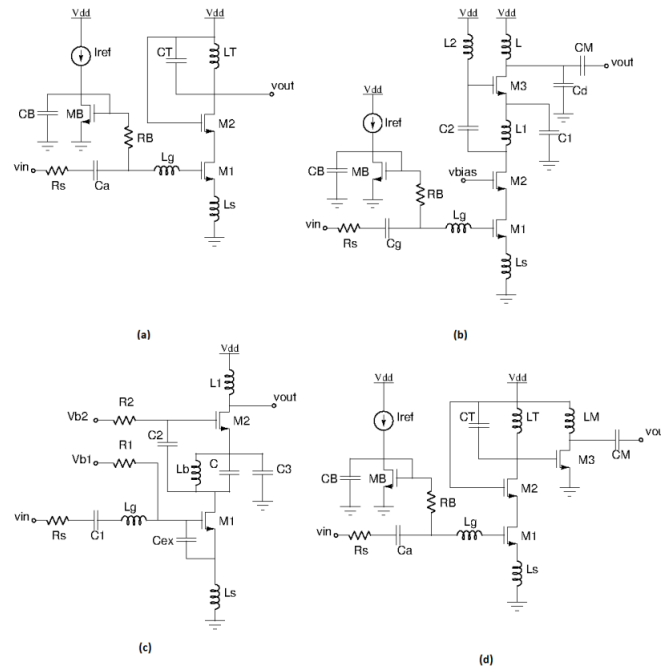 Vdd
Vdd
Iref
CT
LT
vout
CB
MB
M2
RB
vin
Lg
M1
Rs
Ca
Ls
(a)
Vdd
Vdd
L2
L
CM
vout
M3
Cd
Vdd
Iref
C2
L1
C1
CB
MB
vbias
M2
RB
vin
Lg
M1
Rs
Cg
Ls
(b)
Vdd
L1
vout
R2
Vb2
M2
C2
R1
Lb
C
C3
Vb1
vin
Lg
M1
Rs
C1
Cex
Ls
(c)
Vdd
Vdd
Iref
CT
LT
LM
vou
CM
M3
CB
MB
M2
RB
vin
Lg
M1
Rs
Ca
Ls
(d)